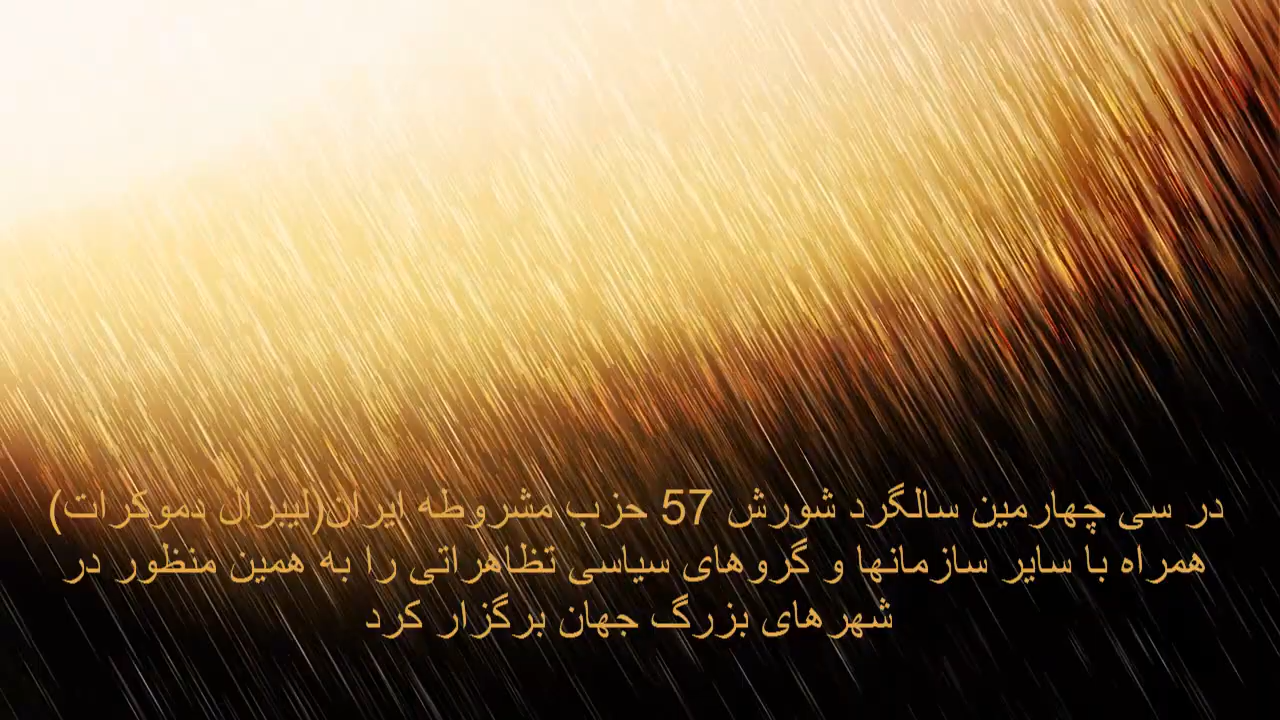 در سی چهارمین سالگرد شورش 57 حزب مشروطه ایران(لیبرال دموکرات)
همراه با سایر سازمانها و گروهای سیاسی تظاهراتی را به همین منظور در
شهرهای بزرگ جهان برگزار کرد